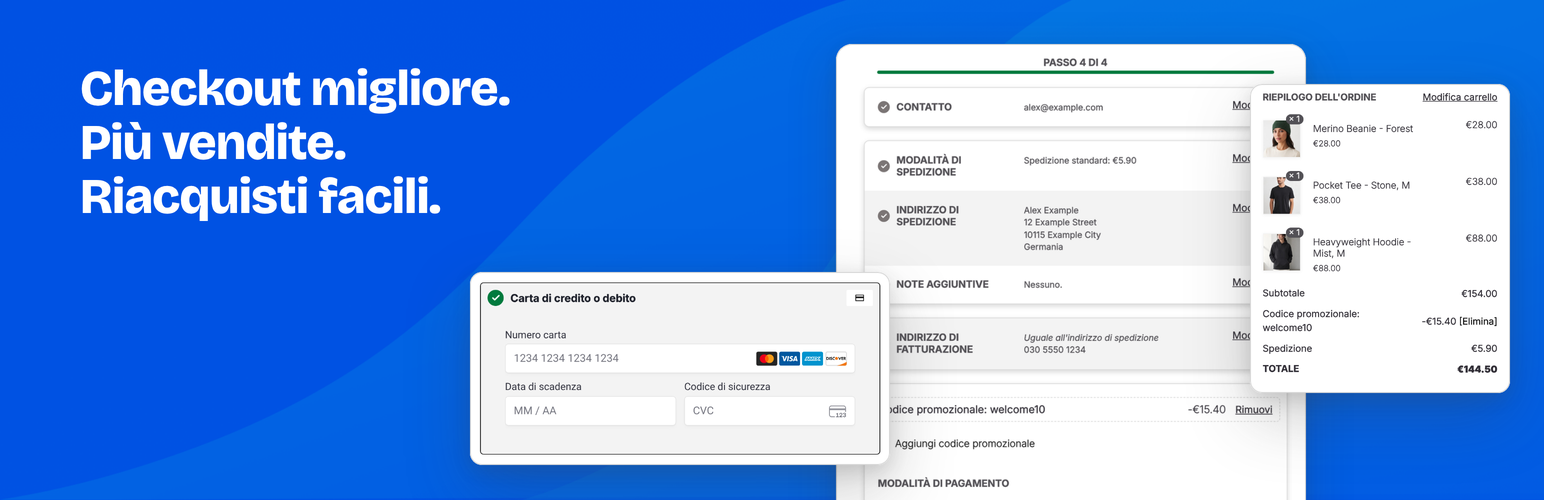 Checkout migliore.
Più vendite.
Riacquisti facili.
PASSO 4 DI 4
CONTATTO
alex@example.com
MODALITÀ DI
SPEDIZIONE
Spedizione standard: €5.90
INDIRIZZO DI
SPEDIZIONE
Alex Example
12 Example Street
10115 Example City
Germania
NOTE AGGIUNTIVE
Nessuno.
INDIRIZZO DI
FATTURAZIONE
Uguale all'indirizzo di spedizione
030 5550 1234
odice promozionale: welcome10
-€15.40 Rimuovi
Aggiungi codice promozionale
MODALITÀ DI PAGAMENTO
Carta di credito o debito
Numero carta
1234 1234 1234 1234
VISA
DISCOVER
Data di scadenza
Codice di sicurezza
MM / AA
CVC
123
RIEPILOGO DELL'ORDINE
Modifica carrello
× 1
Merino Beanie - Forest
€28.00
€28.00
× 1
Pocket Tee - Stone, M
€38.00
€38.00
× 1
Heavyweight Hoodie -
Mist, M
€88.00
€88.00
Subtotale
€154.00
Codice promozionale:
welcome10
-€15.40 [Elimina]
Spedizione
€5.90
TOTALE
€144.50